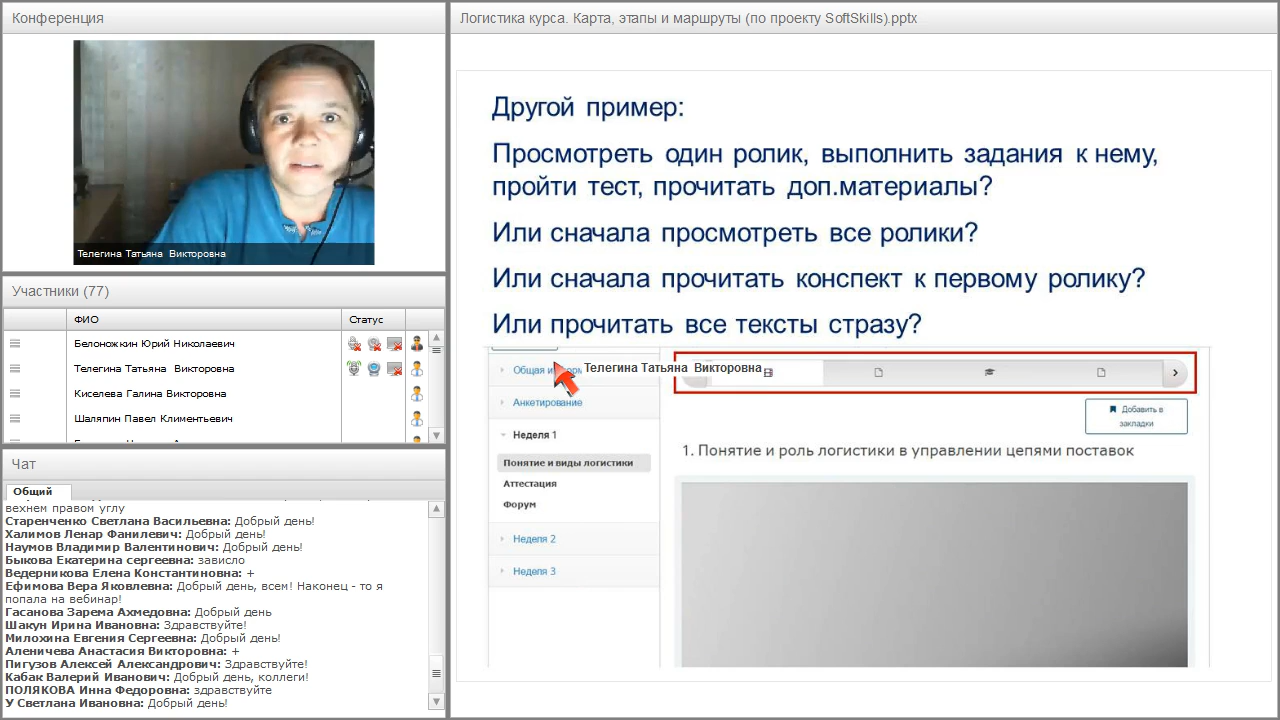 Конференция
Телегина Татьяна Викторовна
Участники (77)
ФИО Статус
Белоножкин Юрий Николаевич
Телегина Татьяна Викторовна
Киселева Галина Викторовна
Шаляпин Павел Климентьевич
Чат
Общий
вехнем правом углу
Старенченко Светлана Васильевна: Добрый день!
Халимов Ленар Фанилевич: Добрый день!
Наумов Владимир Валентинович: Добрый день!
Быкова Екатерина сергеевна: зависло
Ведерникова Елена Константиновна: +
Ефимова Вера Яковлевна: Добрый день, всем! Наконец - то я
попала на вебинар!
Гасанова Зарема Ахмедовна: Добрый день
Шакун Ирина Ивановна: Здравствуйте!
Милохина Евгения Сергеевна: Добрый день!
Аленичева Анастасия Викторовна: +
Пигузов Алексей Александрович: Здравствуйте!
Кабак Валерий Иванович: Добрый день, коллеги!
ПОЛЯКОВА Инна Федоровна: здравствуйте
У Светлана Ивановна: Добрый день!
Логистика курса. Карта, этапы и маршруты (по проекту SoftSkills).pptx
Другой пример:
Просмотреть один ролик, выполнить задания к нему,
пройти тест, прочитать доп.материалы?
Или сначала просмотреть все ролики?
Или сначала прочитать конспект к первому ролику?
Или прочитать все тексты стразу?
Общая
Телегина Татьяна Викторовна
Анкетирование
Неделя 1
Понятие и виды логистики
Аттестация
Форум
Неделя 2
Неделя 3
Добавить в
закладки
1. Понятие и роль логистики в управлении цепями поставок